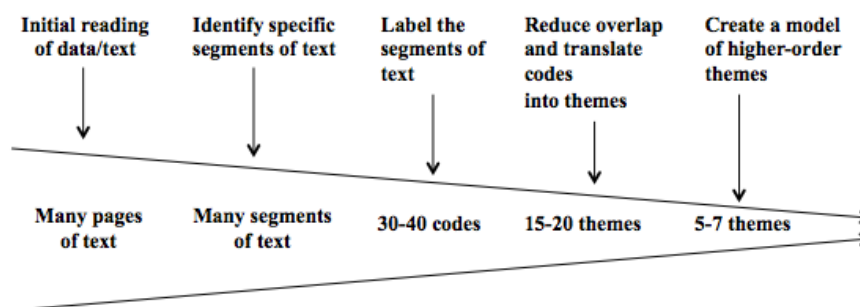 Initial reading
of data/text
Identify specific
segments of text
Label the
segments of
text
Reduce overlap
and translate
codes
into themes
Create a model
of higher-order
themes
Many pages
of text
Many segments
of text
30-40 codes
15-20 themes
5-7 themes